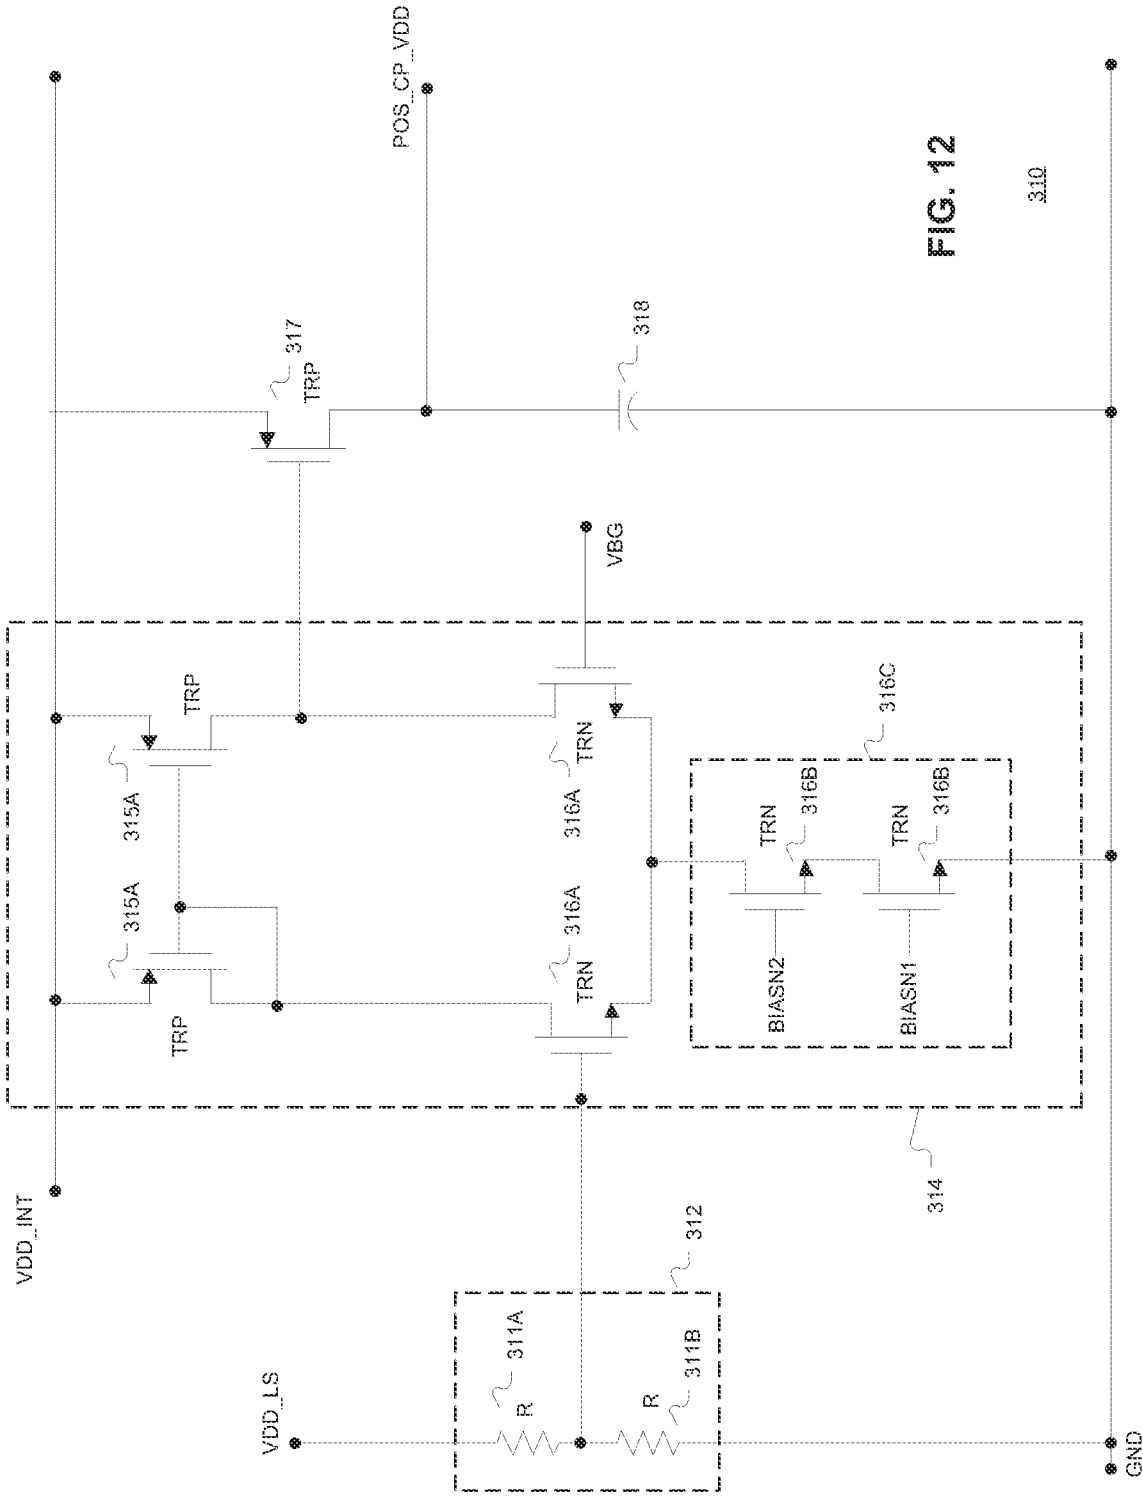 VDD_INT
VDD_LS
GND
312
311A
R
R
311B
314
315A
TRP
315A
TRP
316A
TRN
316A
TRN
316C
TRN
316B
TRN
316B
BIASN2
BIASN1
VBG
317
TRP
318
POS_CP_VDD
FIG. 12
310